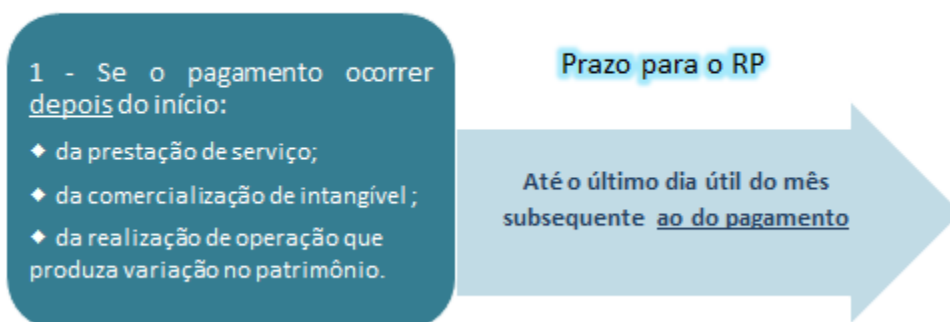 1 - Se o pagamento ocorrer
depois do início:
◆ da prestação de serviço;
◆ da comercialização de intangível ;
◆ da realização de operação que
produza variação no patrimônio.
Prazo para o RP
Até o último dia útil do mês
subsequente ao do pagamento